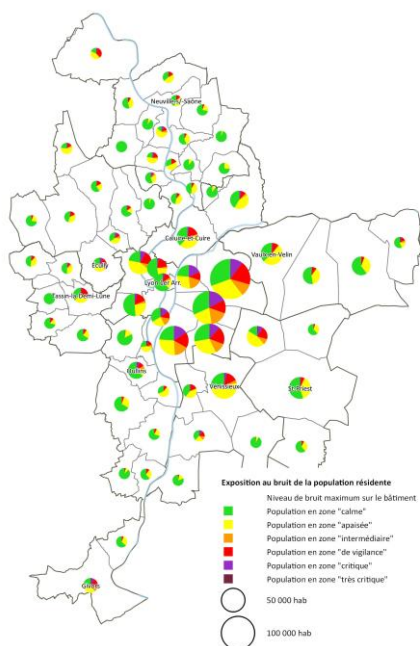 Neuville-s/-Saône
Caluire-et-Cuire
Vaulx-en-Velin
Ecully
Lyon 1er Arr.
Tassin-la-Demi-Lune
Oullins
Vénissieux
St-Priest
Givors
Exposition au bruit de la population résidente
Niveau de bruit maximum sur le bâtiment
Population en zone "calme"
Population en zone "apaisée"
Population en zone "intermédiaire"
Population en zone "de vigilance"
Population en zone "critique"
Population en zone "très critique"
50 000 hab
100 000 hab